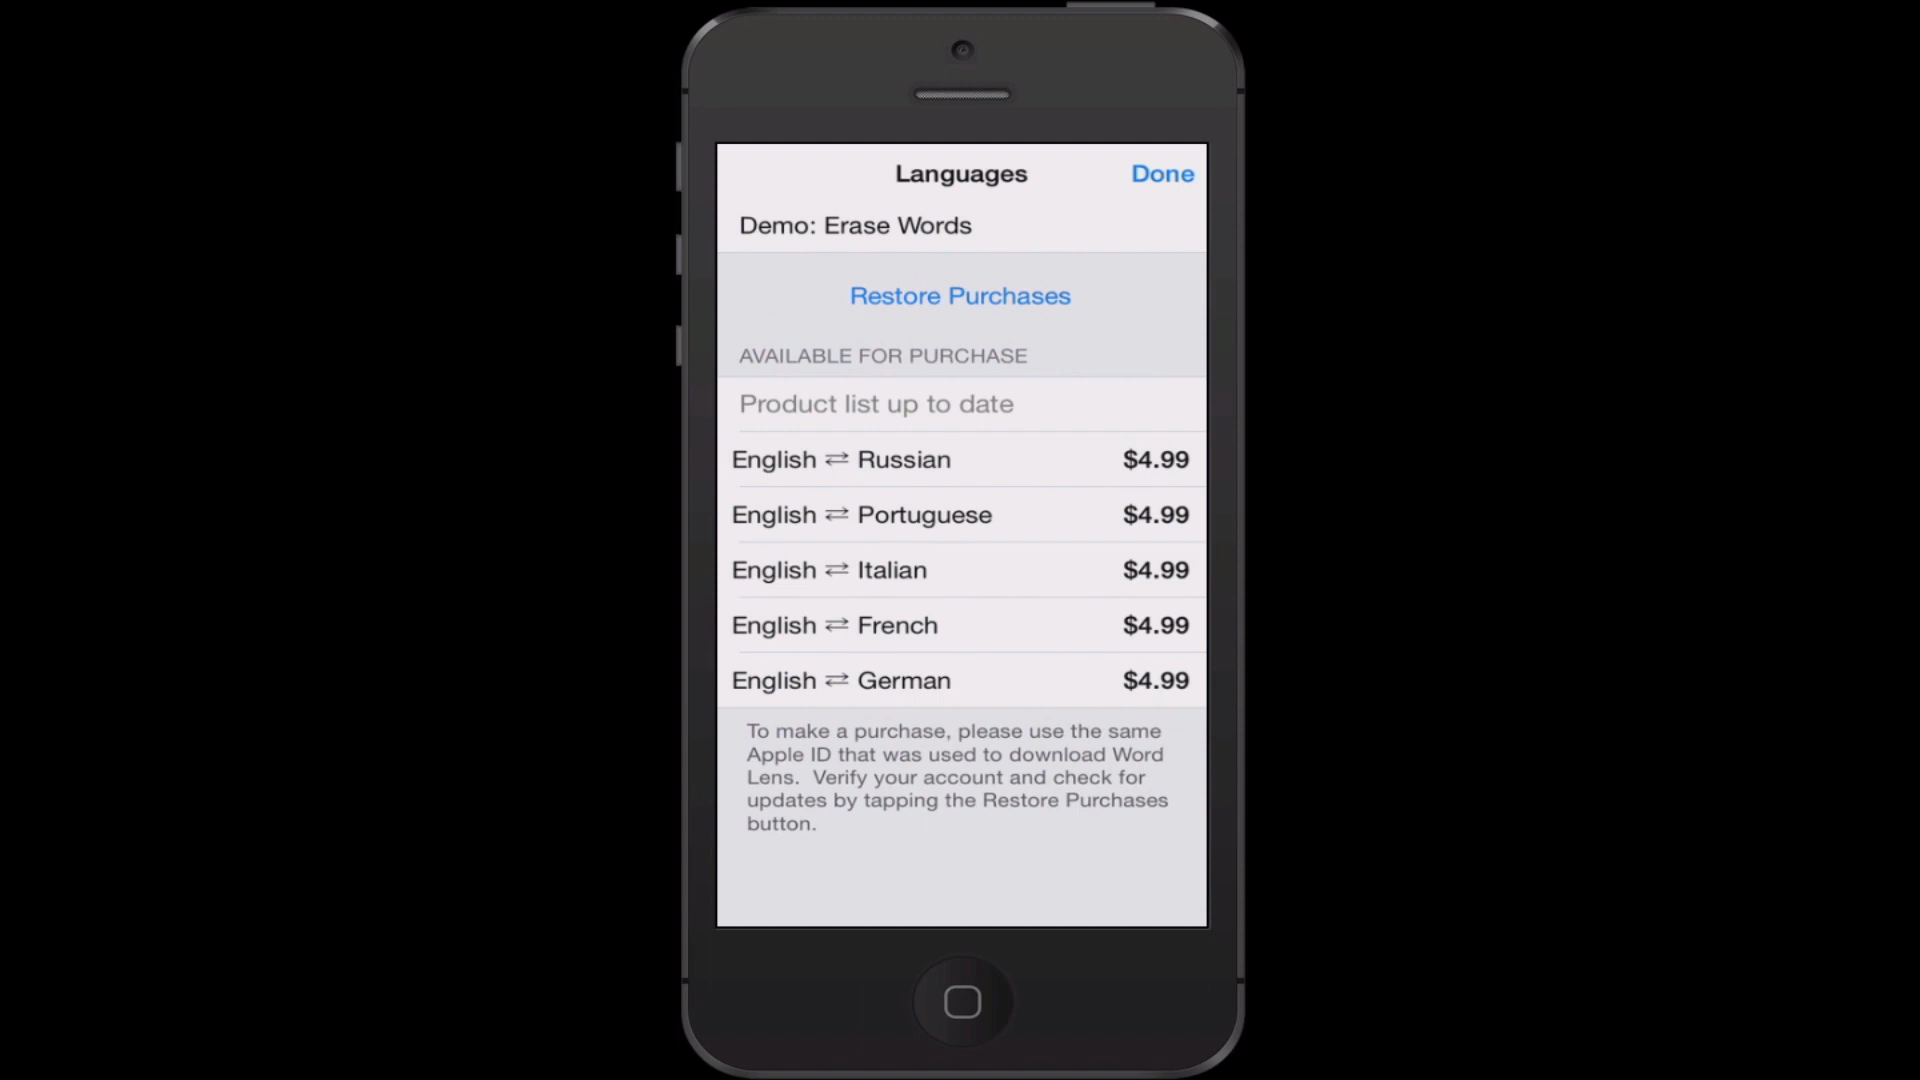 Languages
Done
Demo: Erase Words
Restore Purchases
AVAILABLE FOR PURCHASE
Product list up to date
English ⇄ Russian $4.99
English ⇄ Portuguese $4.99
English ⇄ Italian $4.99
English ⇄ French $4.99
English ⇄ German $4.99
To make a purchase, please use the same
Apple ID that was used to download Word
Lens.  Verify your account and check for
updates by tapping the Restore Purchases
button.